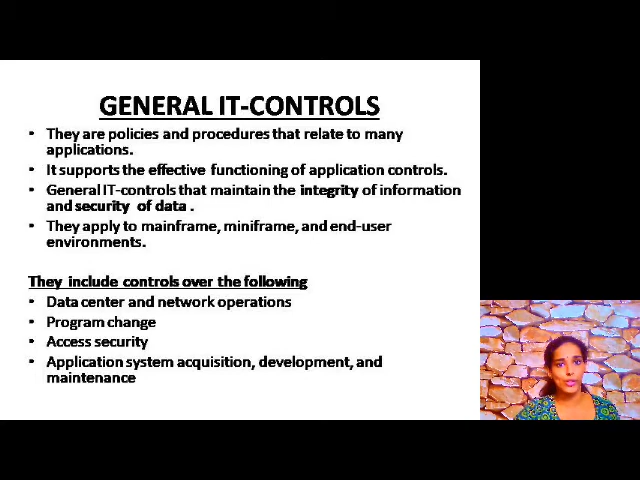 GENERAL IT-CONTROLS
• They are policies and procedures that relate to many
applications.
• It supports the effective functioning of application controls.
• General IT-controls that maintain the integrity of information
and security of data .
• They apply to mainframe, miniframe, and end-user
environments.
They include controls over the following
• Data center and network operations
• Program change
• Access security
• Application system acquisition, development, and
maintenance